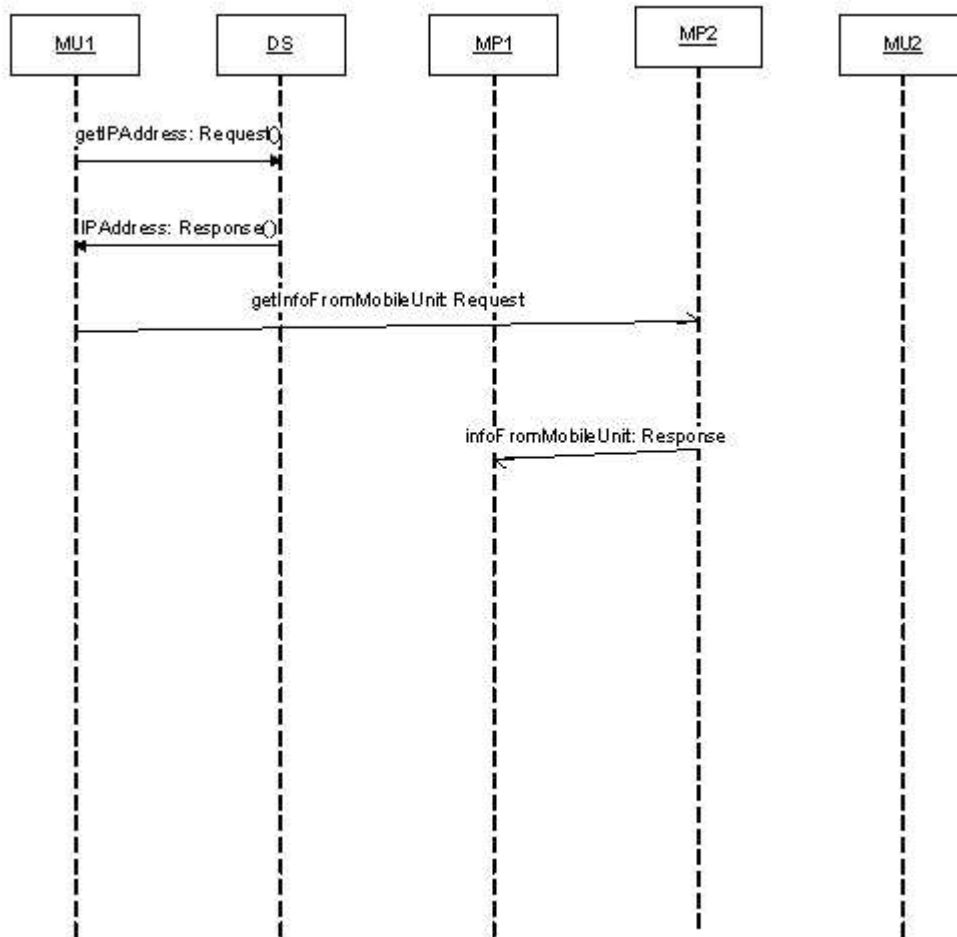 MU1
DS
MP1
MP2
MU2
getIPAddress: Request()
IPAddress: Response()
getInfoFromMobileUnit: Request
infoFromMobileUnit: Response